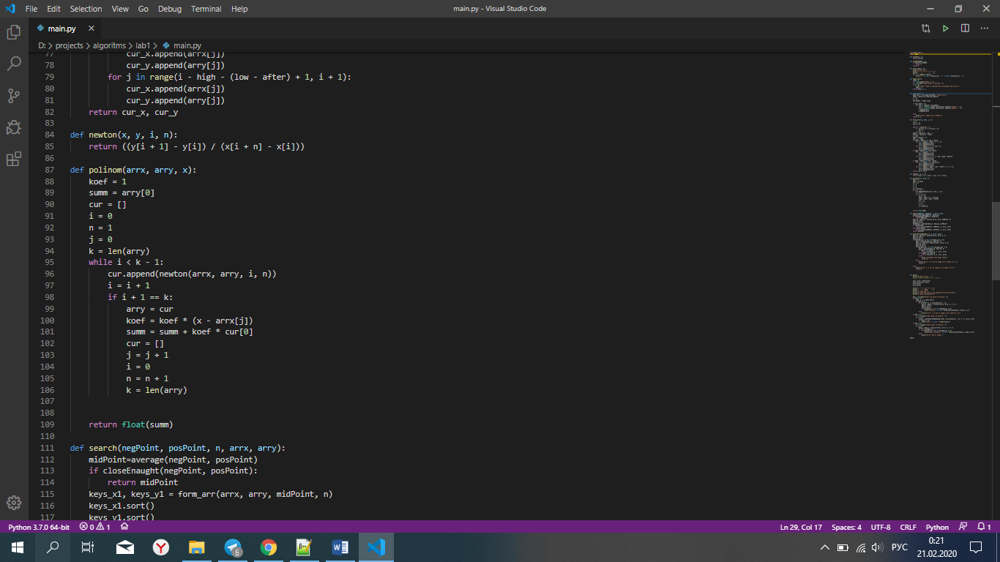 File Edit Selection View Go Debug Terminal Help main.py - Visual Studio Code
main.py
D: > projects > algoritms > lab1 > main.py
77 cur_x.append(arrx[j])
78 cur_y.append(arry[j])
79 for j in range(i - high - (low - after) + 1, i + 1):
80 cur_x.append(arrx[j])
81 cur_y.append(arry[j])
82 return cur_x, cur_y
83
84 def newton(x, y, i, n):
85 return ((y[i + 1] - y[i]) / (x[i + n] - x[i]))
86
87 def polinom(arrx, arry, x):
88 koef = 1
89 summ = arry[0]
90 cur = []
91 i = 0
92 n = 1
93 j = 0
94 k = len(arry)
95 while i < k - 1:
96 cur.append(newton(arrx, arry, i, n))
97 i = i + 1
98 if i + 1 == k:
99 arry = cur
100 koef = koef * (x - arrx[j])
101 summ = summ + koef * cur[0]
102 cur = []
103 j = j + 1
104 i = 0
105 n = n + 1
106 k = len(arry)
107
108
109 return float(summ)
110
111 def search(negPoint, posPoint, n, arrx, arry):
112 midPoint=average(negPoint, posPoint)
113 if closeEnaught(negPoint, posPoint):
114 return midPoint
115 keys_x1, keys_y1 = form_arr(arrx, arry, midPoint, n)
116 keys_x1.sort()
117 keys_y1.sort()
Python 3.7.0 64-bit 0 1 Ln 29, Col 17 Spaces: 4 UTF-8 CRLF Python 1
6 РУС 0:21
21.02.2020